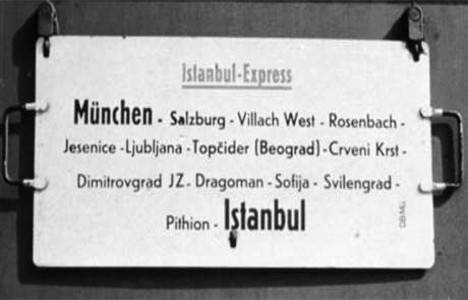 Istanbul-Express
München - Salzburg - Villach West - Rosenbach -
Jesenice - Ljubljana - Topčider (Beograd) - Crveni Krst -
Dimitrovgrad JZ - Dragoman - Sofija - Svilengrad -
Pithion - Istanbul